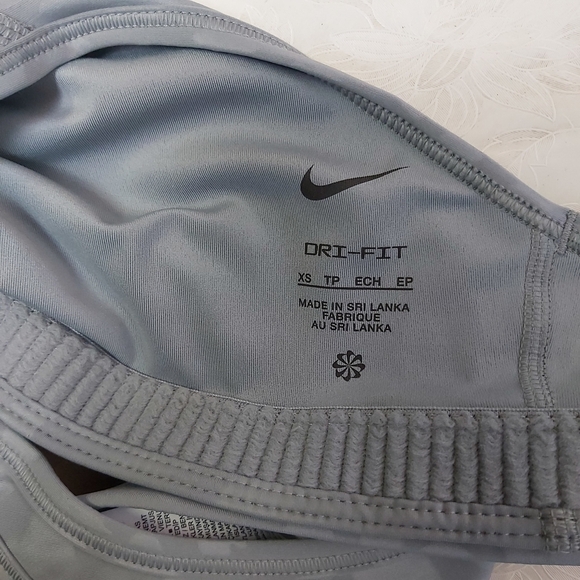 DRI-FIT
XS TP ECH EP
MADE IN SRI LANKA
FABRIQUE
AU SRI LANKA